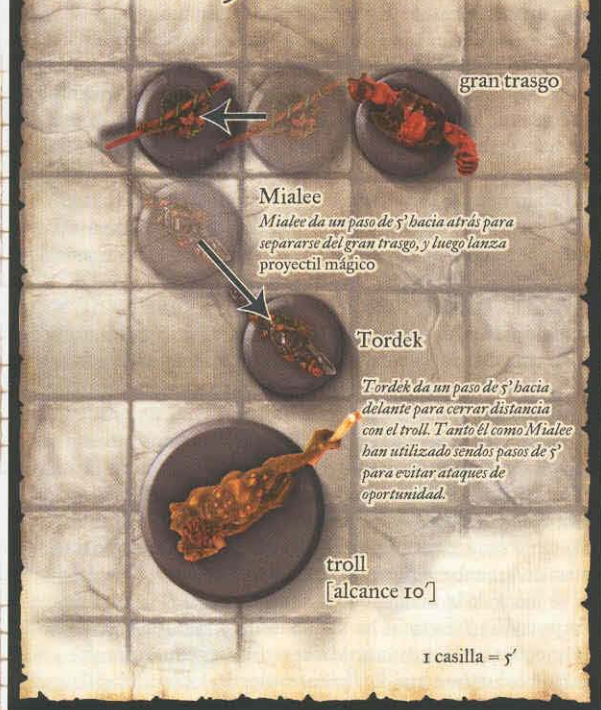 gran trasgo
Mialee
Mialee da un paso de 5' hacia atrás para
separarse del gran trasgo, y luego lanza
proyectil mágico
Tordek
Tordek da un paso de 5' hacia
delante para cerrar distancia
con el troll. Tanto él como Mialee
han utilizado sendos pasos de 5'
para evitar ataques de
oportunidad.
troll
[alcance 10']
1 casilla = 5'